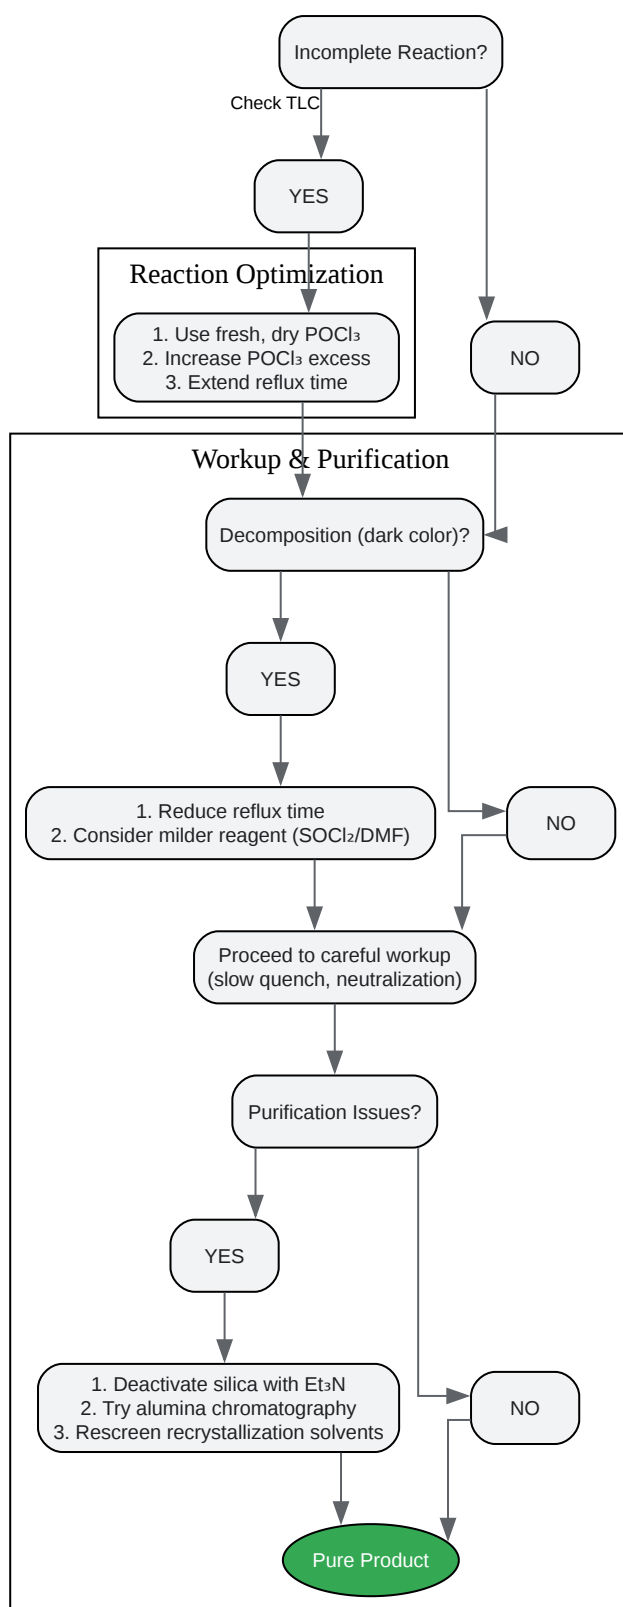 Incomplete Reaction?
Check TLC
YES
Reaction Optimization
1. Use fresh, dry POCl₃
2. Increase POCl₃ excess
3. Extend reflux time
NO
Workup & Purification
Decomposition (dark color)?
YES
1. Reduce reflux time
2. Consider milder reagent (SOCl₂/DMF)
NO
Proceed to careful workup
(slow quench, neutralization)
Purification Issues?
YES
1. Deactivate silica with Et₃N
2. Try alumina chromatography
3. Rescreen recrystallization solvents
NO
Pure Product